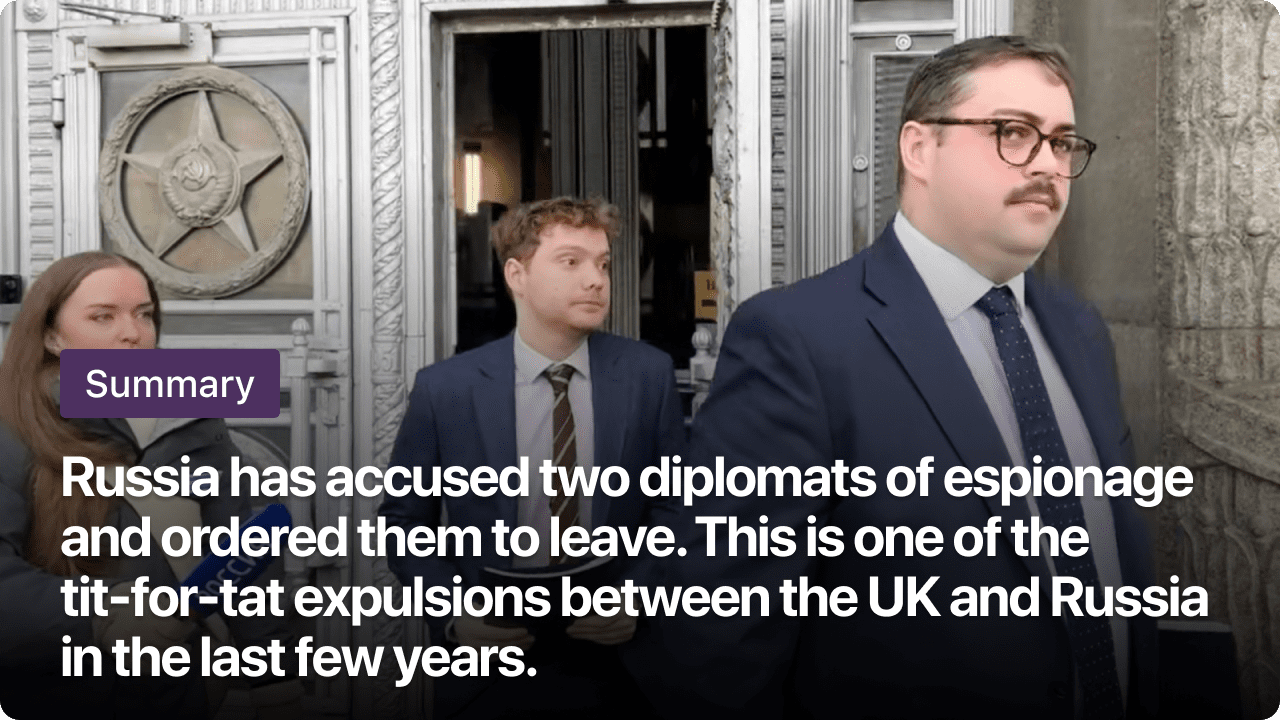 Summary
Russia has accused two diplomats of espionage
and ordered them to leave. This is one of the
tit-for-tat expulsions between the UK and Russia
in the last few years.